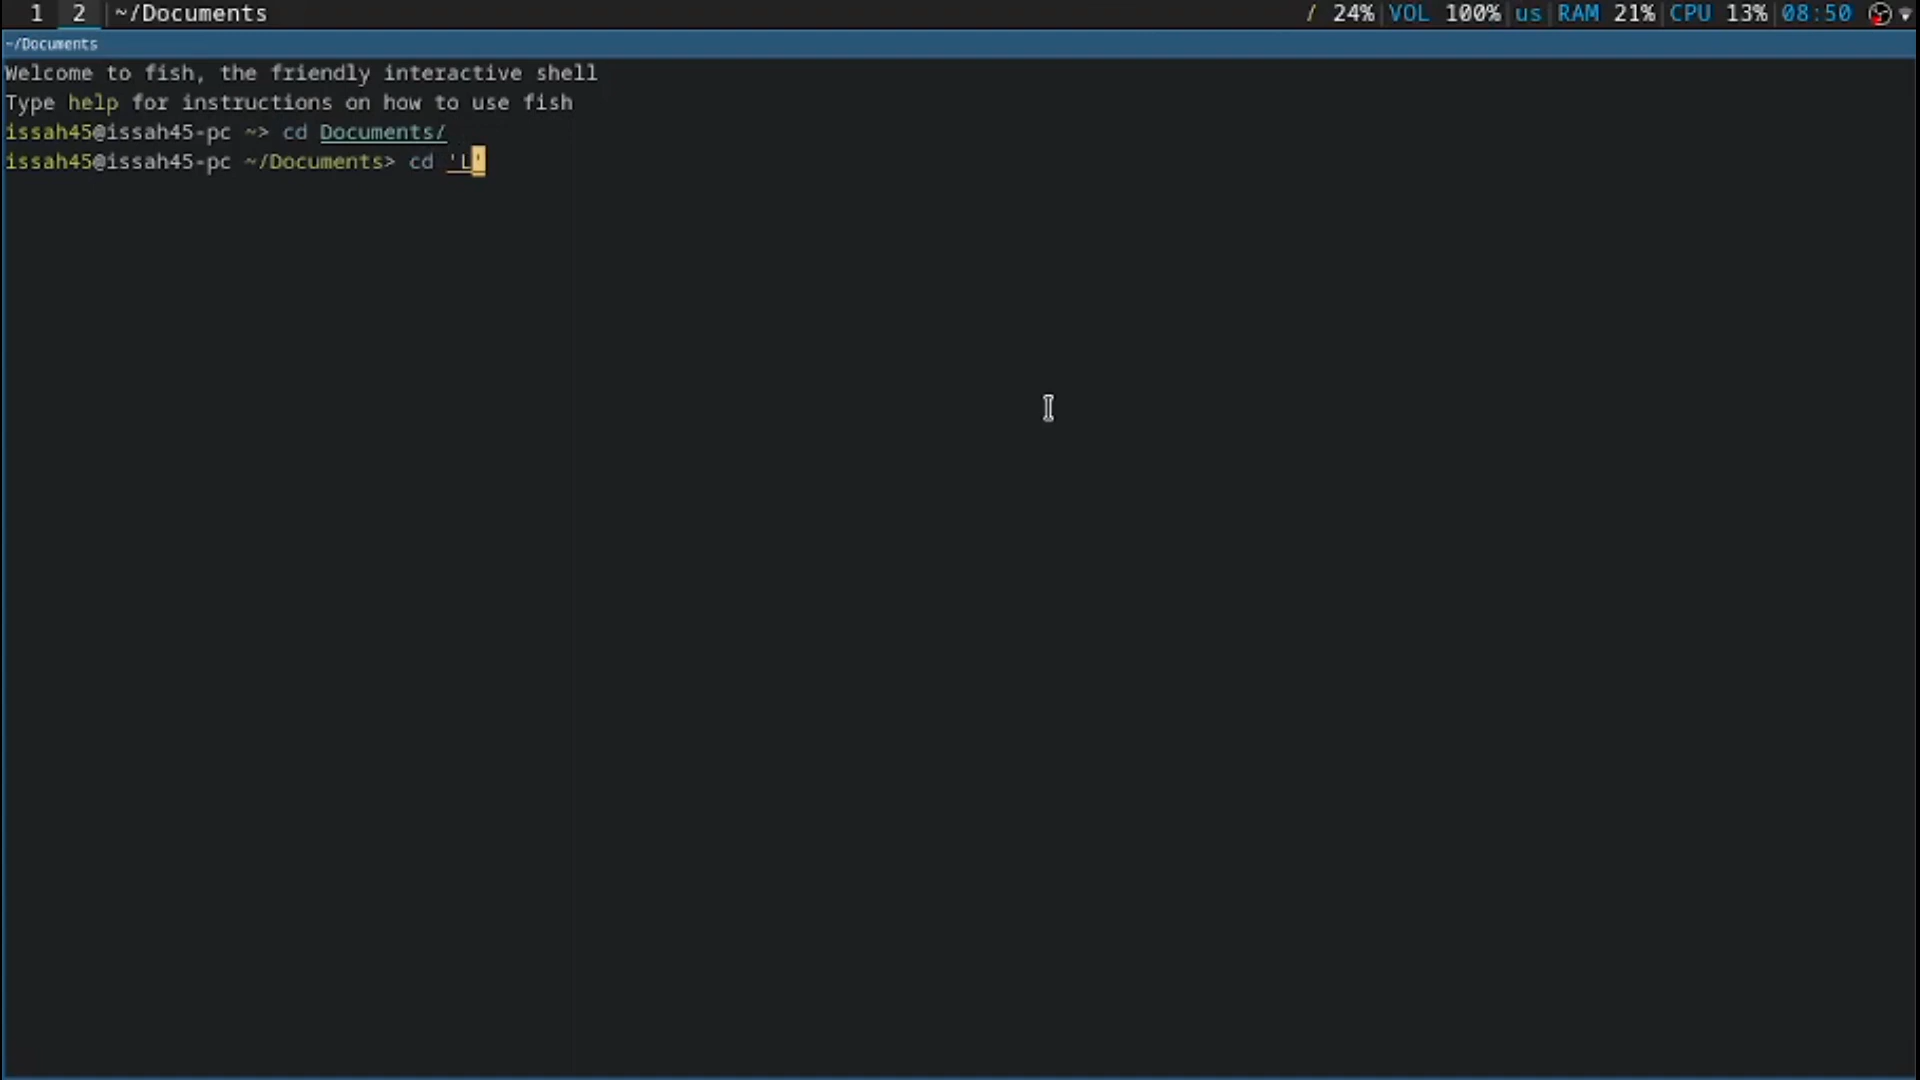 1 2 ~/Documents / 24% VOL 100% us RAM 21% CPU 13% 08:50
~/Documents
Welcome to fish, the friendly interactive shell
Type help for instructions on how to use fish
issah45@issah45-pc ~> cd Documents/
issah45@issah45-pc ~/Documents> cd 'L'